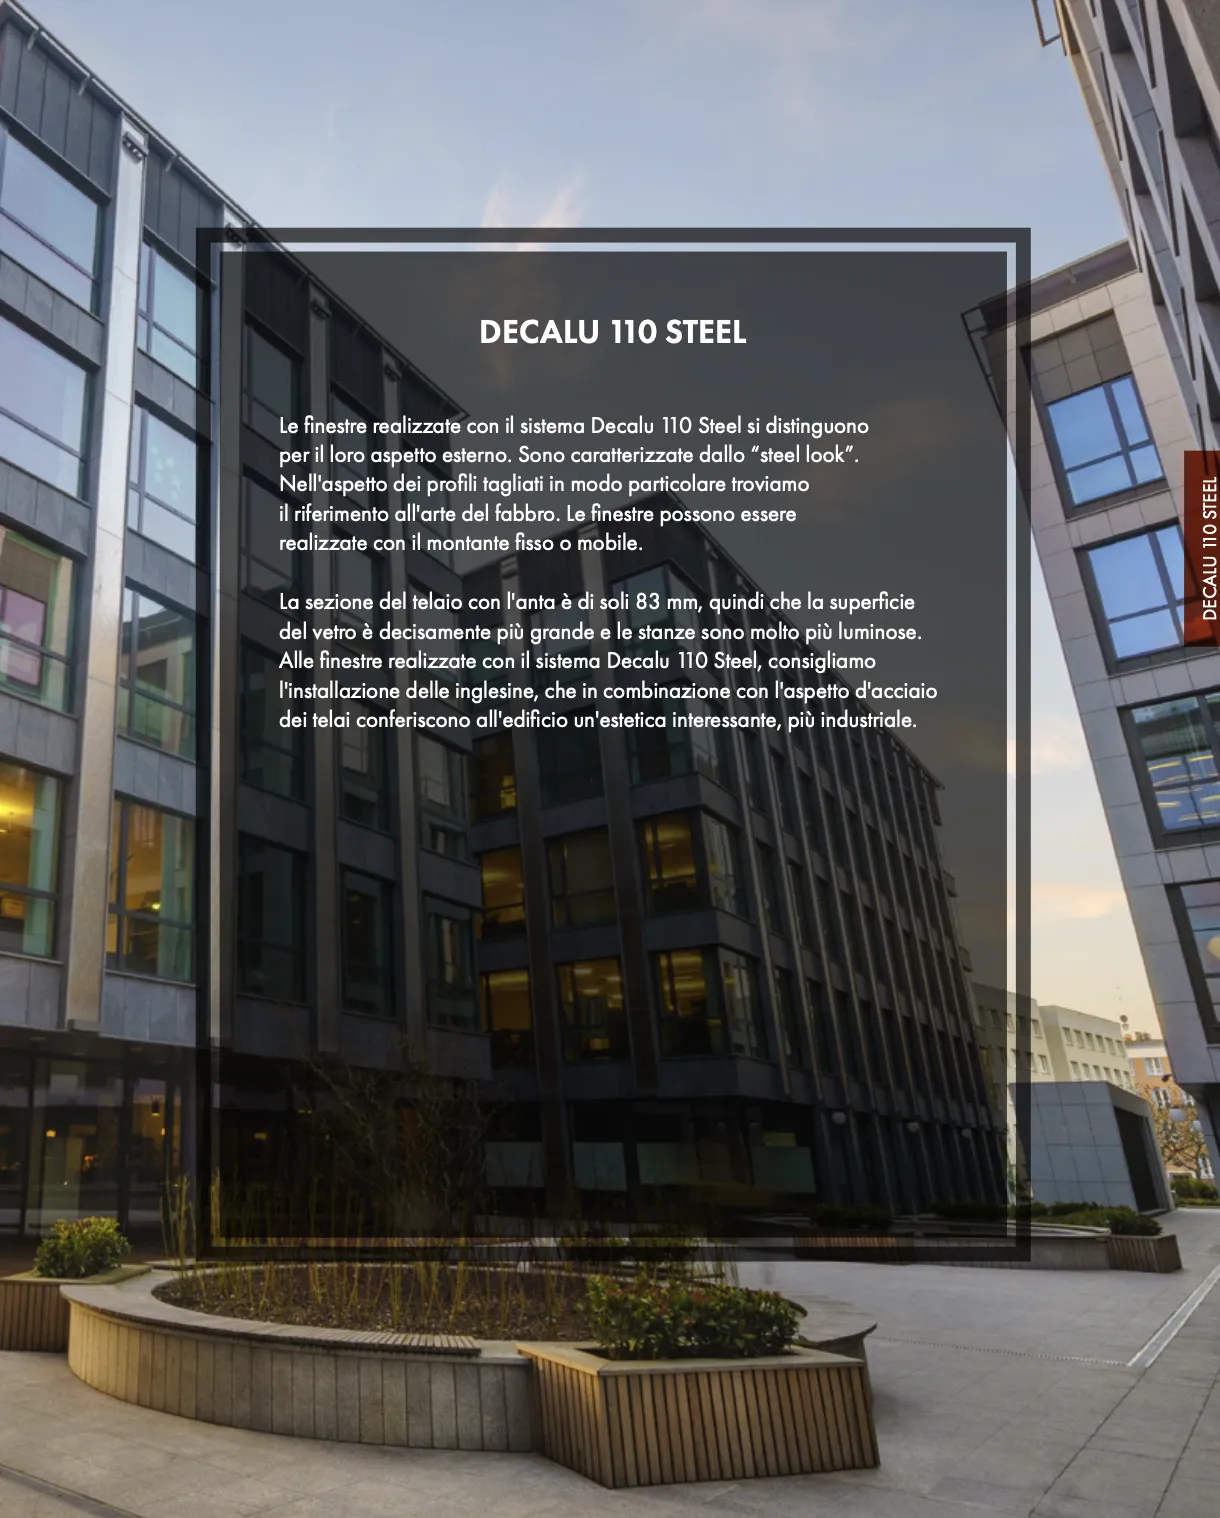 DECALU 110 STEEL
Le finestre realizzate con il sistema Decalu 110 Steel si distinguono
per il loro aspetto esterno. Sono caratterizzate dallo “steel look”.
Nell'aspetto dei profili tagliati in modo particolare troviamo
il riferimento all'arte del fabbro. Le finestre possono essere
realizzate con il montante fisso o mobile.
La sezione del telaio con l'anta è di soli 83 mm, quindi che la superficie
del vetro è decisamente più grande e le stanze sono molto più luminose.
Alle finestre realizzate con il sistema Decalu 110 Steel, consigliamo
l'installazione delle inglesine, che in combinazione con l'aspetto d'acciaio
dei telai conferiscono all'edificio un'estetica interessante, più industriale.
DECALU 110 STEEL